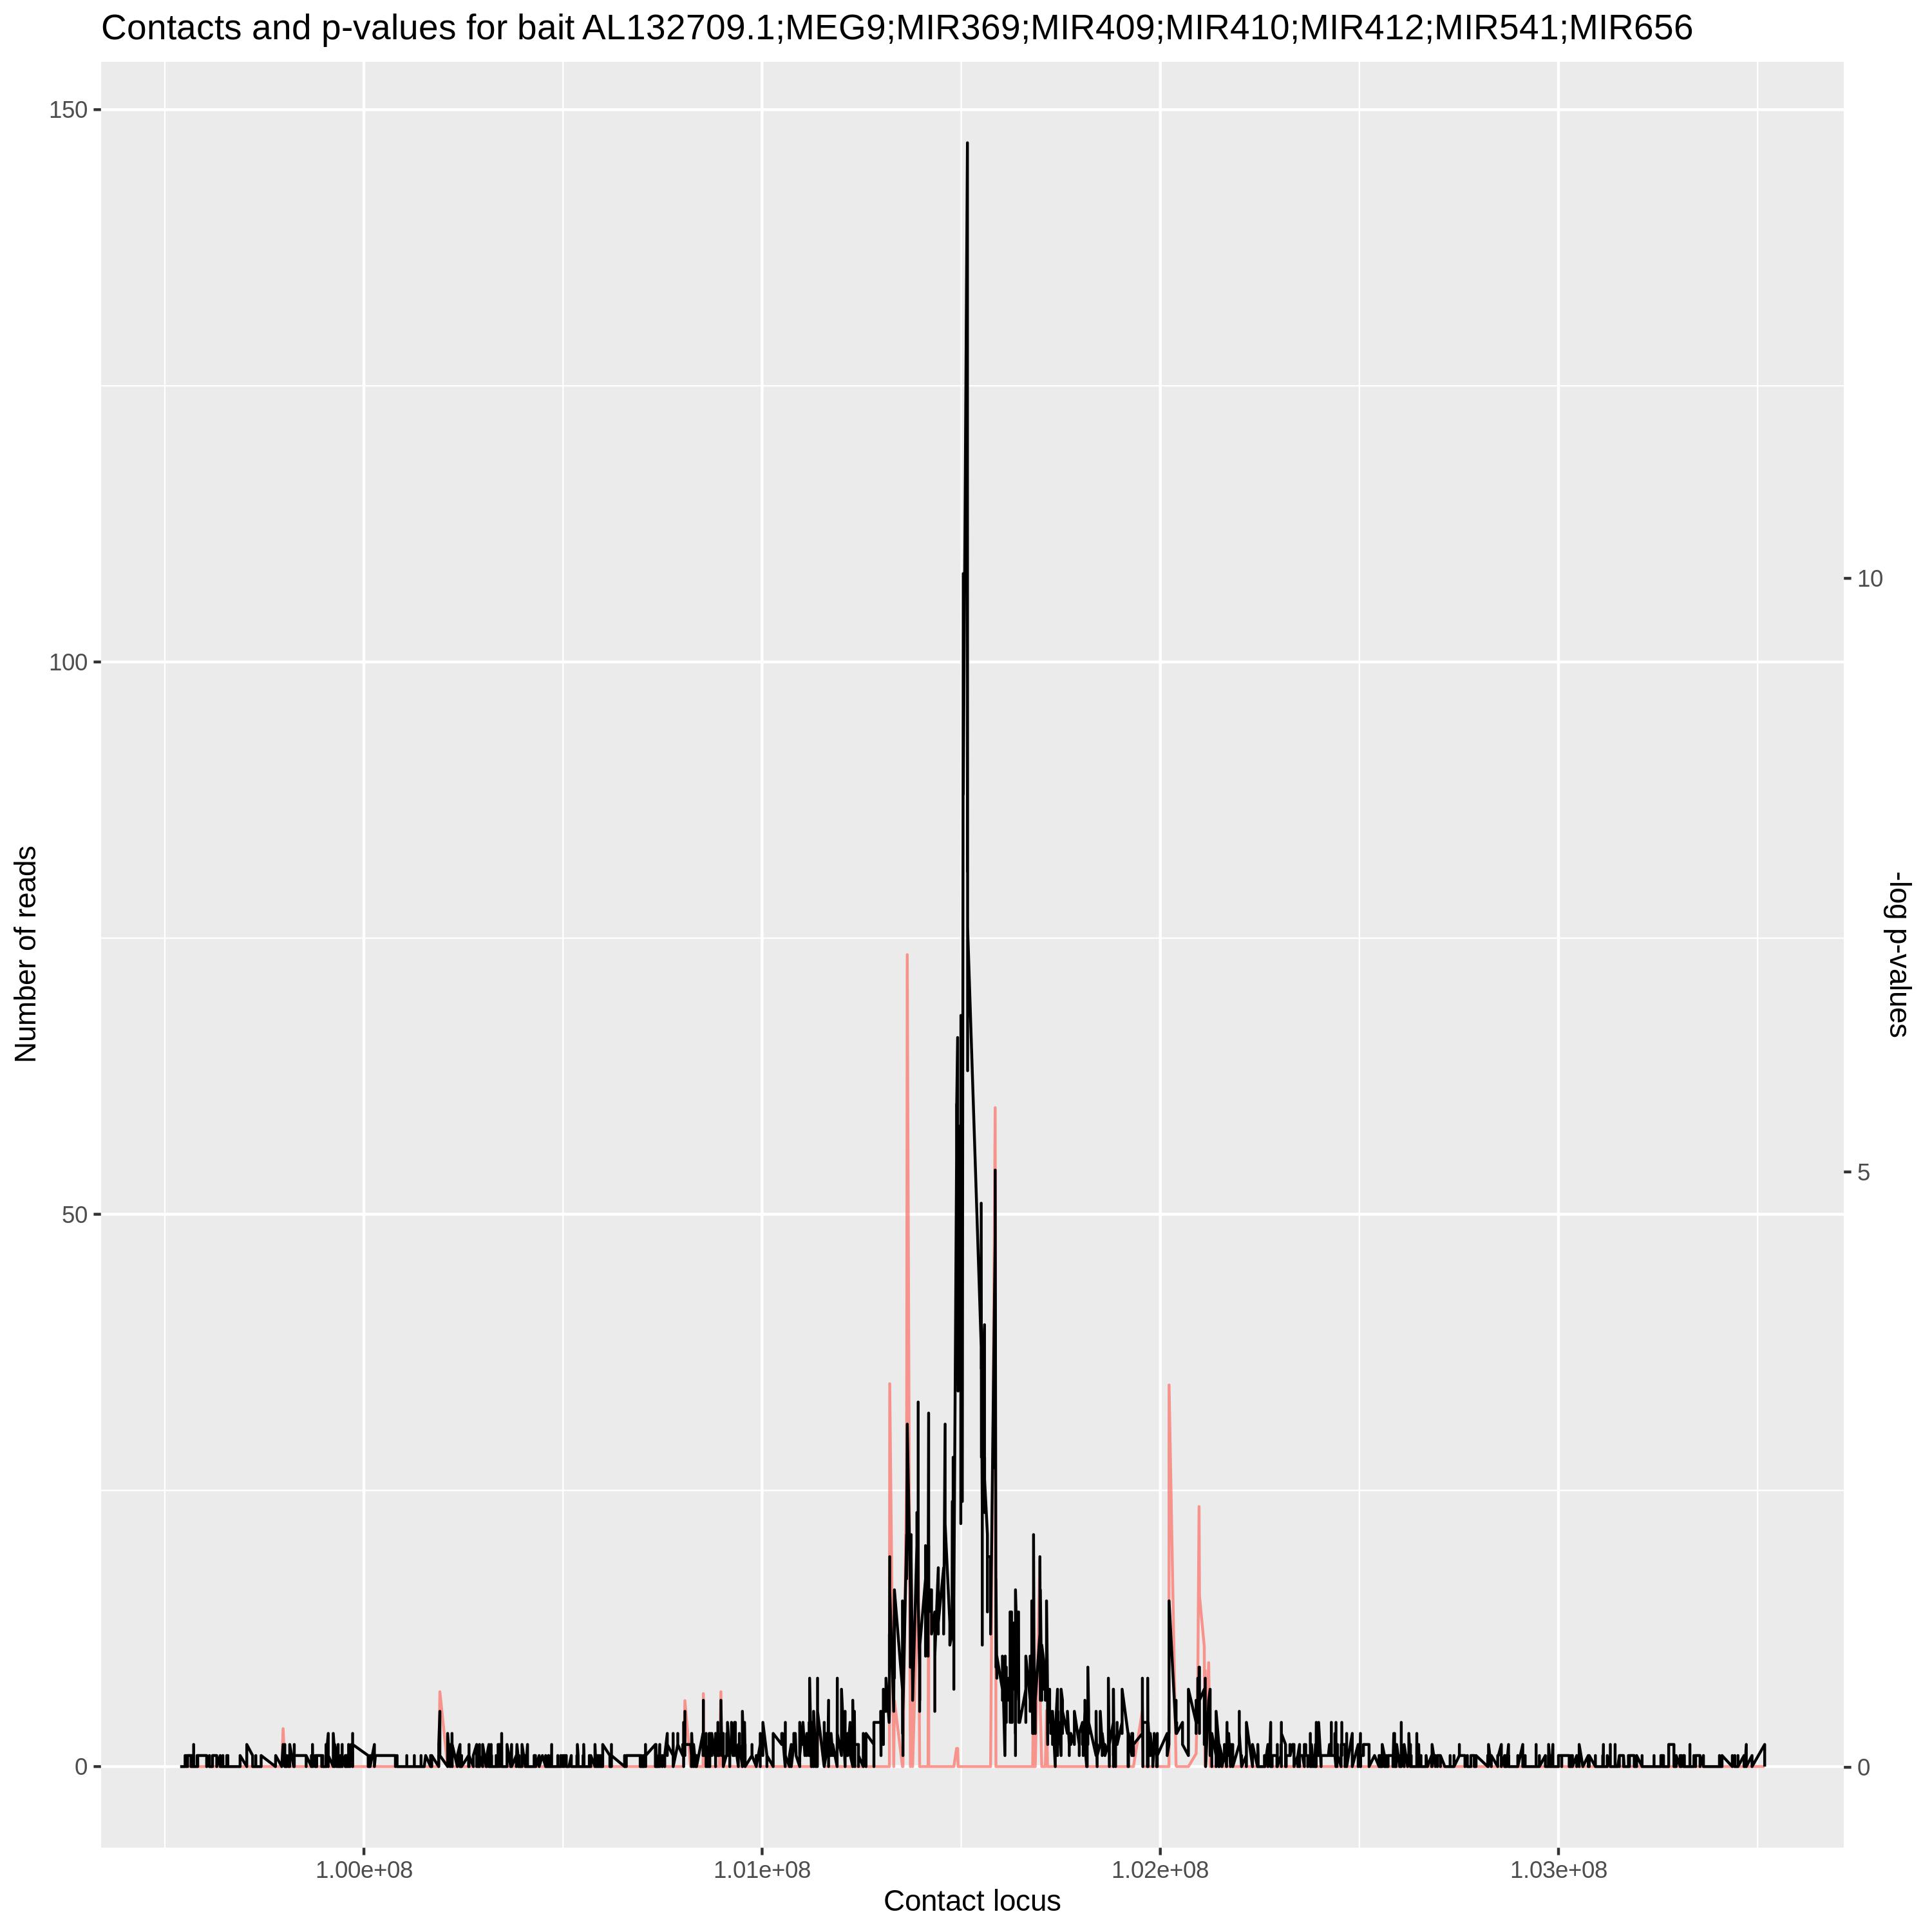 Contacts and p-values for bait AL132709.1;MEG9;MIR369;MIR409;MIR410;MIR412;MIR541;MIR656
150
100
50
0
Number of reads
10
5
0
-log p-values
1.00e+08 1.01e+08 1.02e+08 1.03e+08
Contact locus